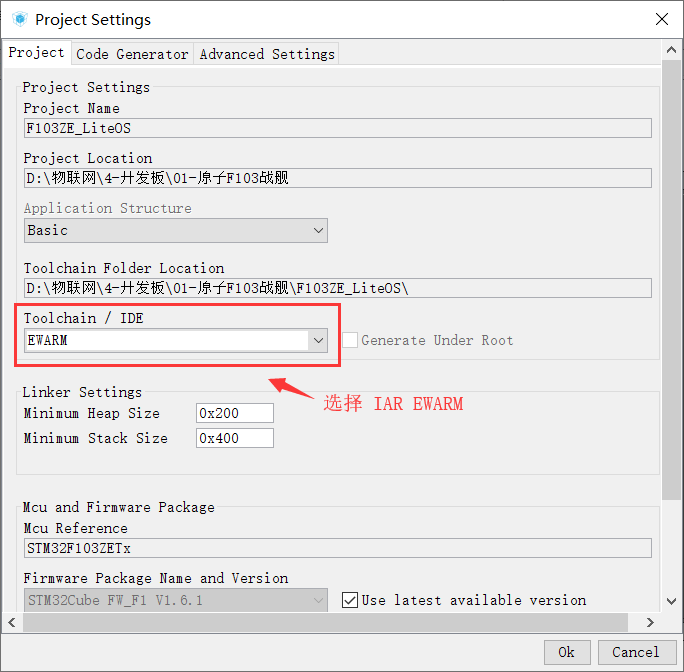 Project Settings
Project Code Generator Advanced Settings
Project Settings
Project Name
F103ZE_LiteOS
Project Location
D:\物联网\4-开发板\01-原子F103战舰
Application Structure
Basic
Toolchain Folder Location
D:\物联网\4-开发板\01-原子F103战舰\F103ZE_LiteOS\
Toolchain / IDE
EWARM
Generate Under Root
选择 IAR EWARM
Linker Settings
Minimum Heap Size 0x200
Minimum Stack Size 0x400
Mcu and Firmware Package
Mcu Reference
STM32F103ZETx
Firmware Package Name and Version
STM32Cube FW_F1 V1.6.1 Use latest available version
Ok Cancel